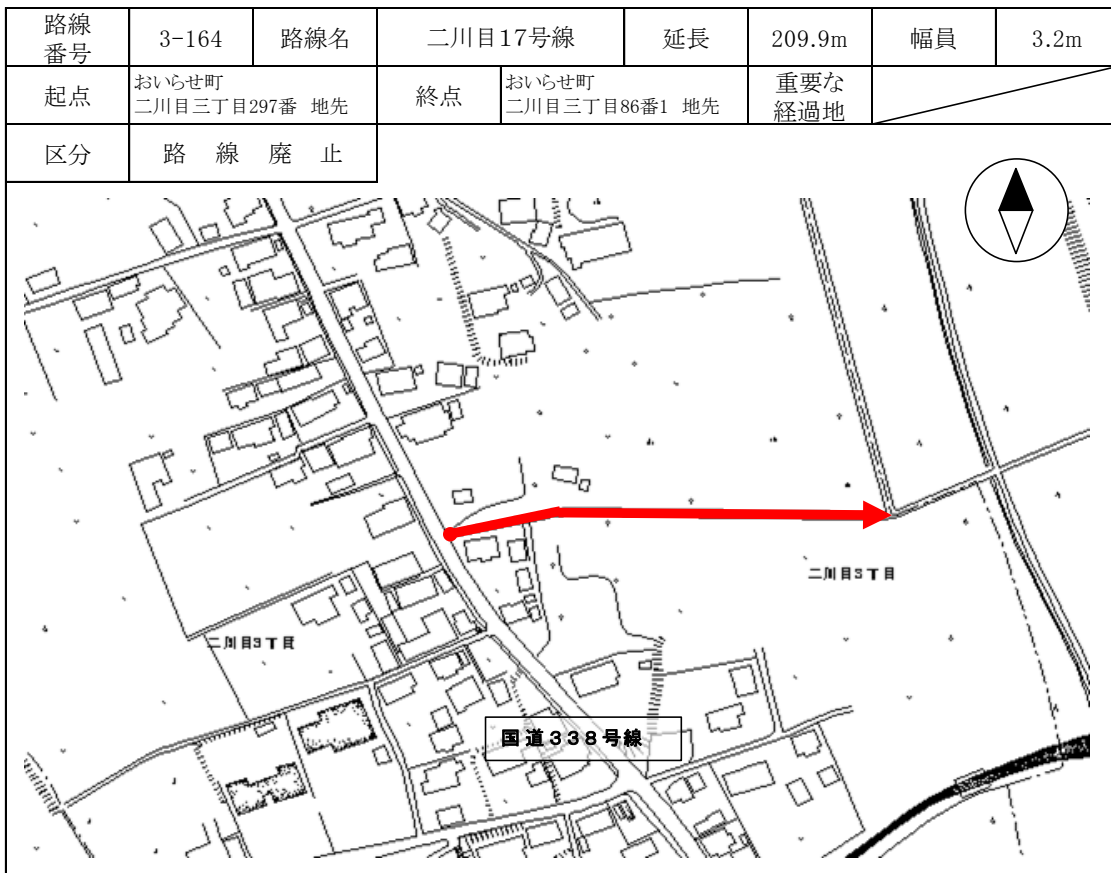 路線番号 3-164 路線名 二川目17号線 延長 209.9m 幅員 3.2m
起点 おいらせ町
二川目三丁目297番 地先
終点 おいらせ町
二川目三丁目86番1 地先
重要な
経過地
区分 路線廃止
二川目3丁目
二川目3丁目
国道338号線